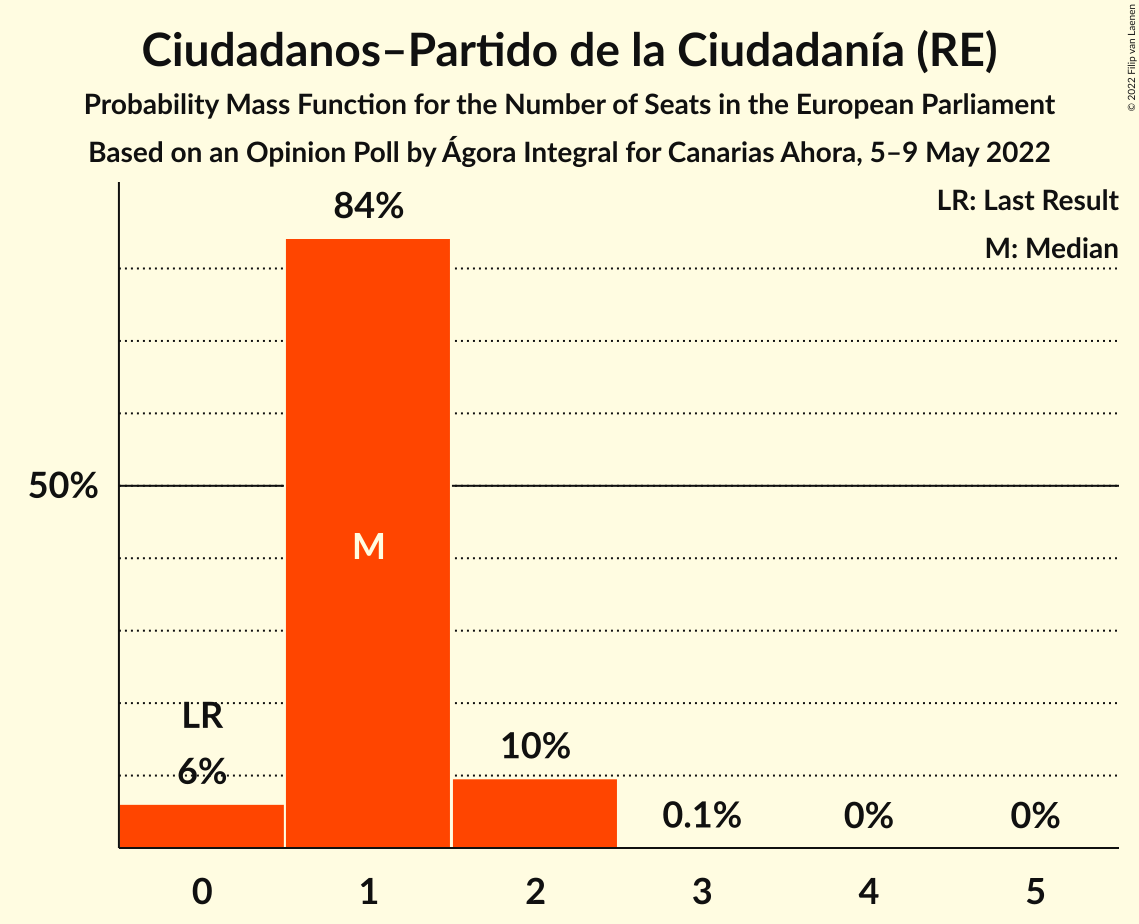 Ciudadanos–Partido de la Ciudadanía (RE)
Probability Mass Function for the Number of Seats in the European Parliament
Based on an Opinion Poll by Ágora Integral for Canarias Ahora, 5–9 May 2022
© 2022 Filip van Laenen
LR: Last Result
M: Median
84%
50%
M
LR
6%
10%
0.1%
0%
0%
0
1
2
3
4
5